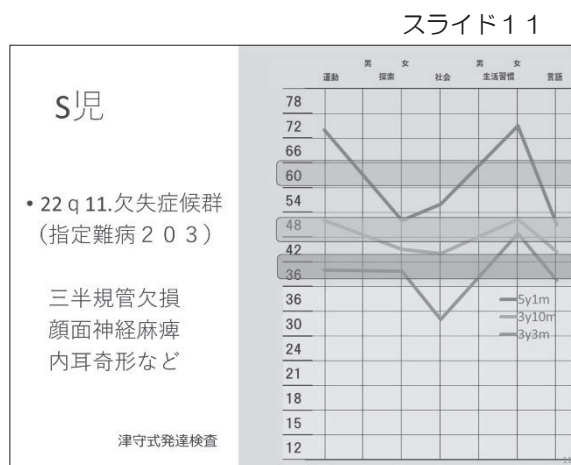 スライド１１
S児
• 22ｑ11.欠失症候群
（指定難病２０３）
三半規管欠損
顔面神経麻痺
内耳奇形など
津守式発達検査
男 女 男 女
運動 探索 社会 生活習慣 言語
78
72
66
60
54
48
42
36
36
30
24
21
18
15
12
5y1m
3y10m
3y3m